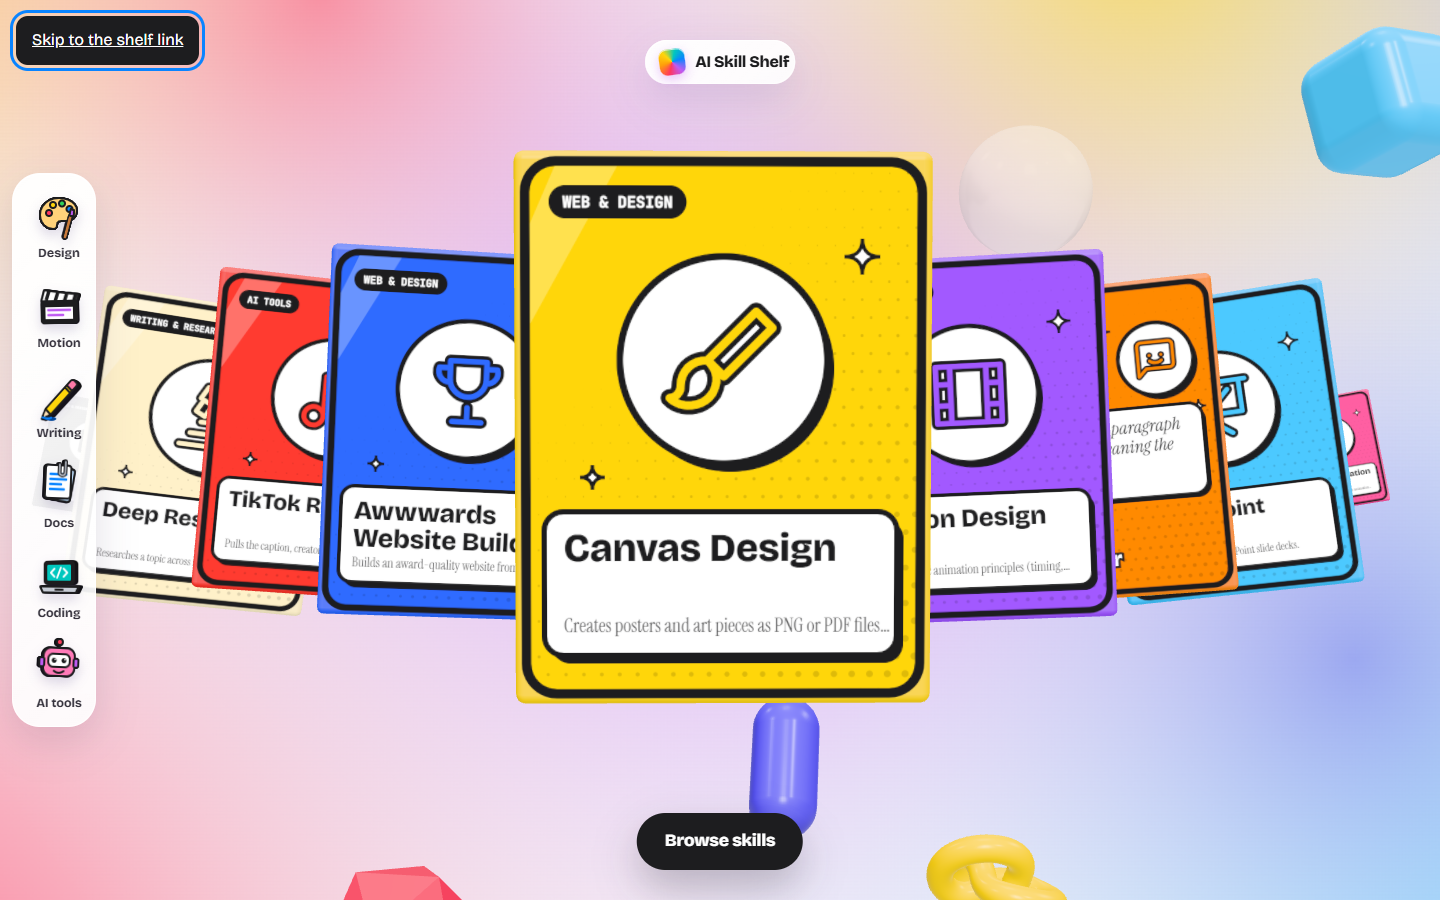 Skip to the shelf link
AI Skill Shelf
Design
Motion
Writing
Docs
Coding
AI tools
WRITING & RESEAR
Deep Res
Researches a topic across
AI TOOLS
TikTok R
Pulls the caption, creato
WEB & DESIGN
Awwwards
Website Build
Builds an award-quality website from
WEB & DESIGN
Canvas Design
Creates posters and art pieces as PNG or PDF files...
on Design
animation principles (timing,...
paragraph
aning the
r
oint
Point slide decks.
ation
Browse skills